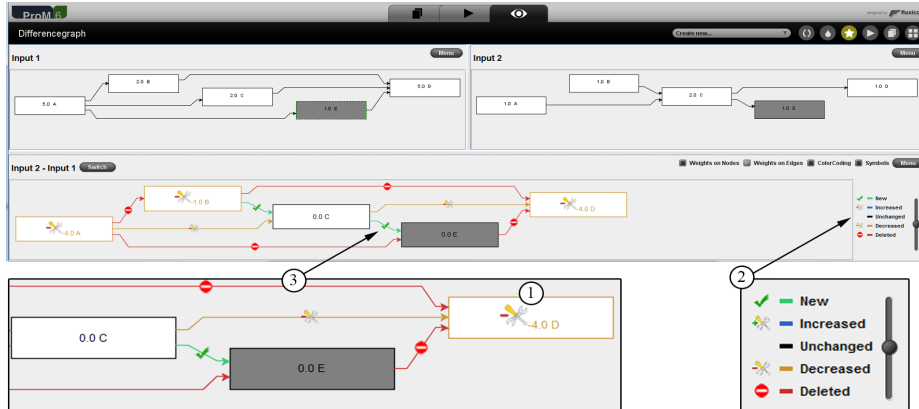 ProM 6
designed by fluxicon
Differencegraph
Create new...
Input 1
Menu
Input 2
Menu
5.0 A
2.0 B
2.0 C
1.0 E
5.0 D
1.0 A
1.0 B
2.0 C
1.0 E
1.0 D
Input 2 - Input 1
Switch
Weights on Nodes
Weights on Edges
ColorCoding
Symbols
Menu
-4.0 A
-1.0 B
0.0 C
0.0 E
-4.0 D
New
Increased
Unchanged
Decreased
Deleted
3
2
1
0.0 C
0.0 E
-4.0 D
New
Increased
Unchanged
Decreased
Deleted